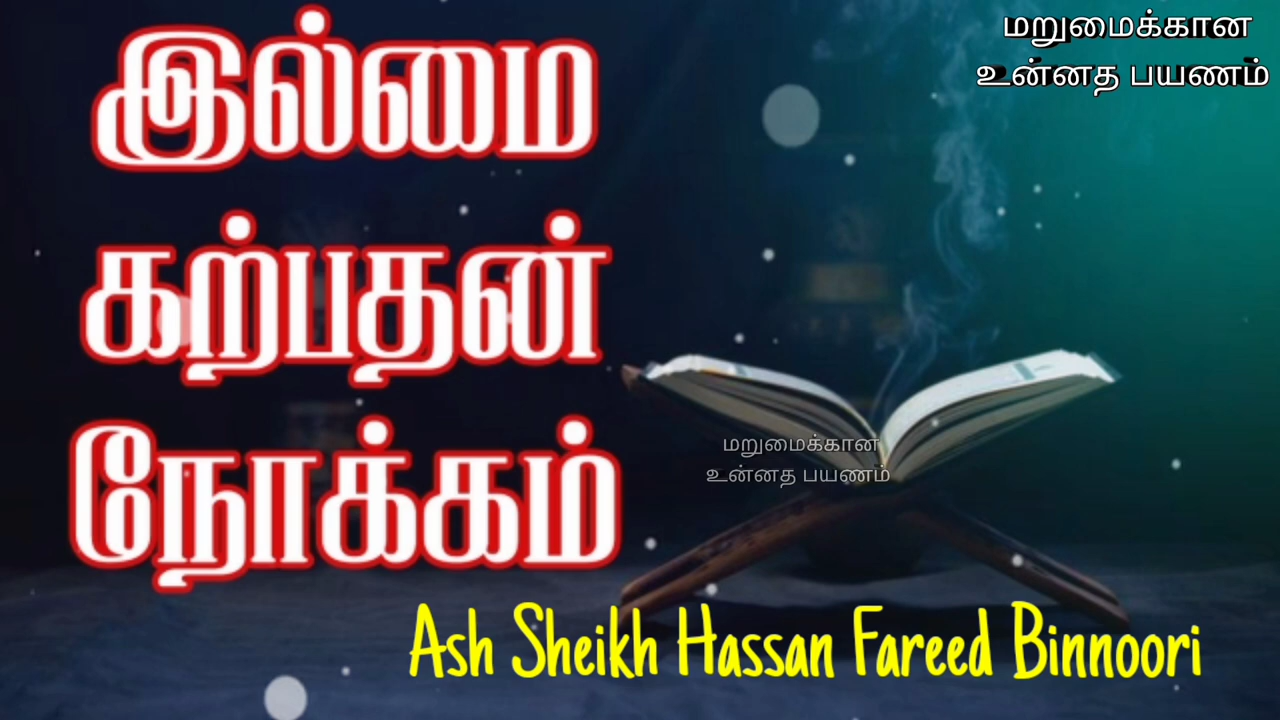 மறுமைக்கான
உன்னத பயணம்
இல்மை
கற்பதன்
நோக்கம்
மறுமைக்கான
உன்னத பயணம்
Ash Sheikh Hassan Fareed Binnoori